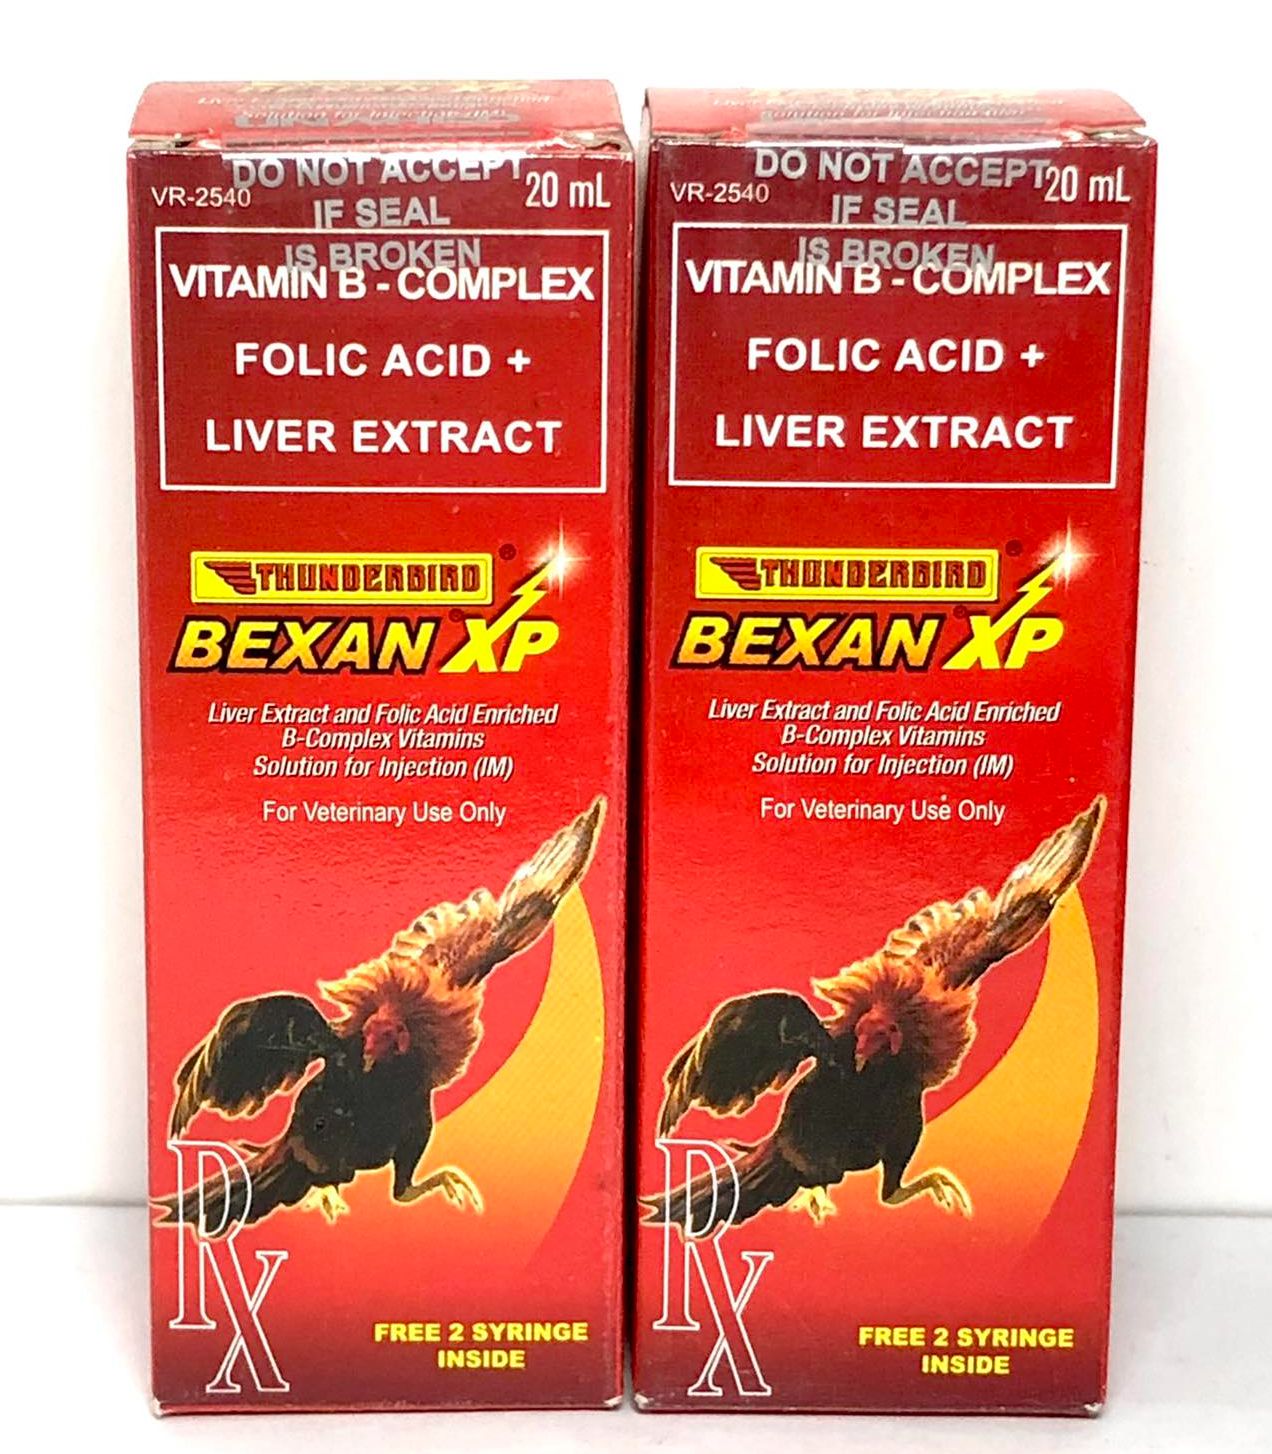 BEXAN XP
DO NOT ACCEPT
IF SEAL
IS BROKEN
VR-2540
20 mL
VITAMIN B - COMPLEX
FOLIC ACID +
LIVER EXTRACT
THUNDERBIRD ®
BEXAN® XP
Liver Extract and Folic Acid Enriched
B-Complex Vitamins
Solution for Injection (IM)
For Veterinary Use Only
RX
FREE 2 SYRINGE
INSIDE
BEXAN XP
DO NOT ACCEPT
IF SEAL
IS BROKEN
VR-2540
20 mL
VITAMIN B - COMPLEX
FOLIC ACID +
LIVER EXTRACT
THUNDERBIRD ®
BEXAN® XP
Liver Extract and Folic Acid Enriched
B-Complex Vitamins
Solution for Injection (IM)
For Veterinary Use Only
RX
FREE 2 SYRINGE
INSIDE